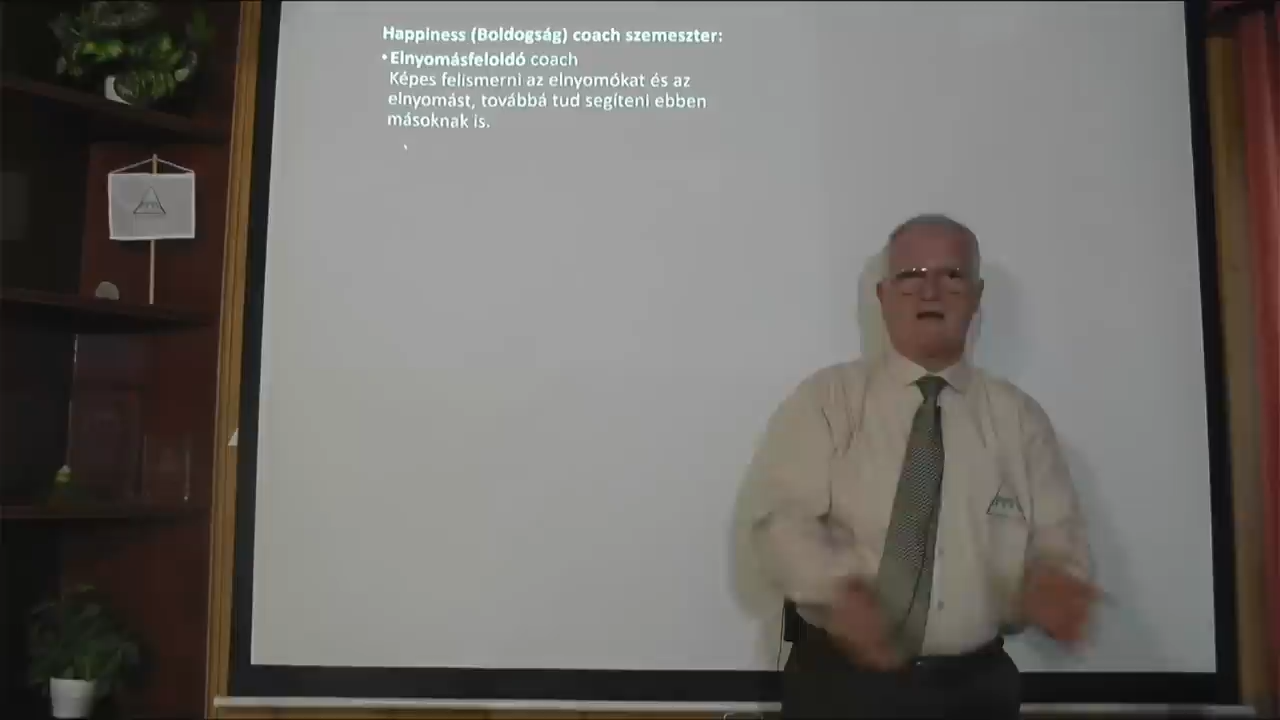 Happiness (Boldogság) coach szemeszter:
•Elnyomásfeloldó coach
Képes felismerni az elnyomókat és az
elnyomást, továbbá tud segíteni ebben
másoknak is.